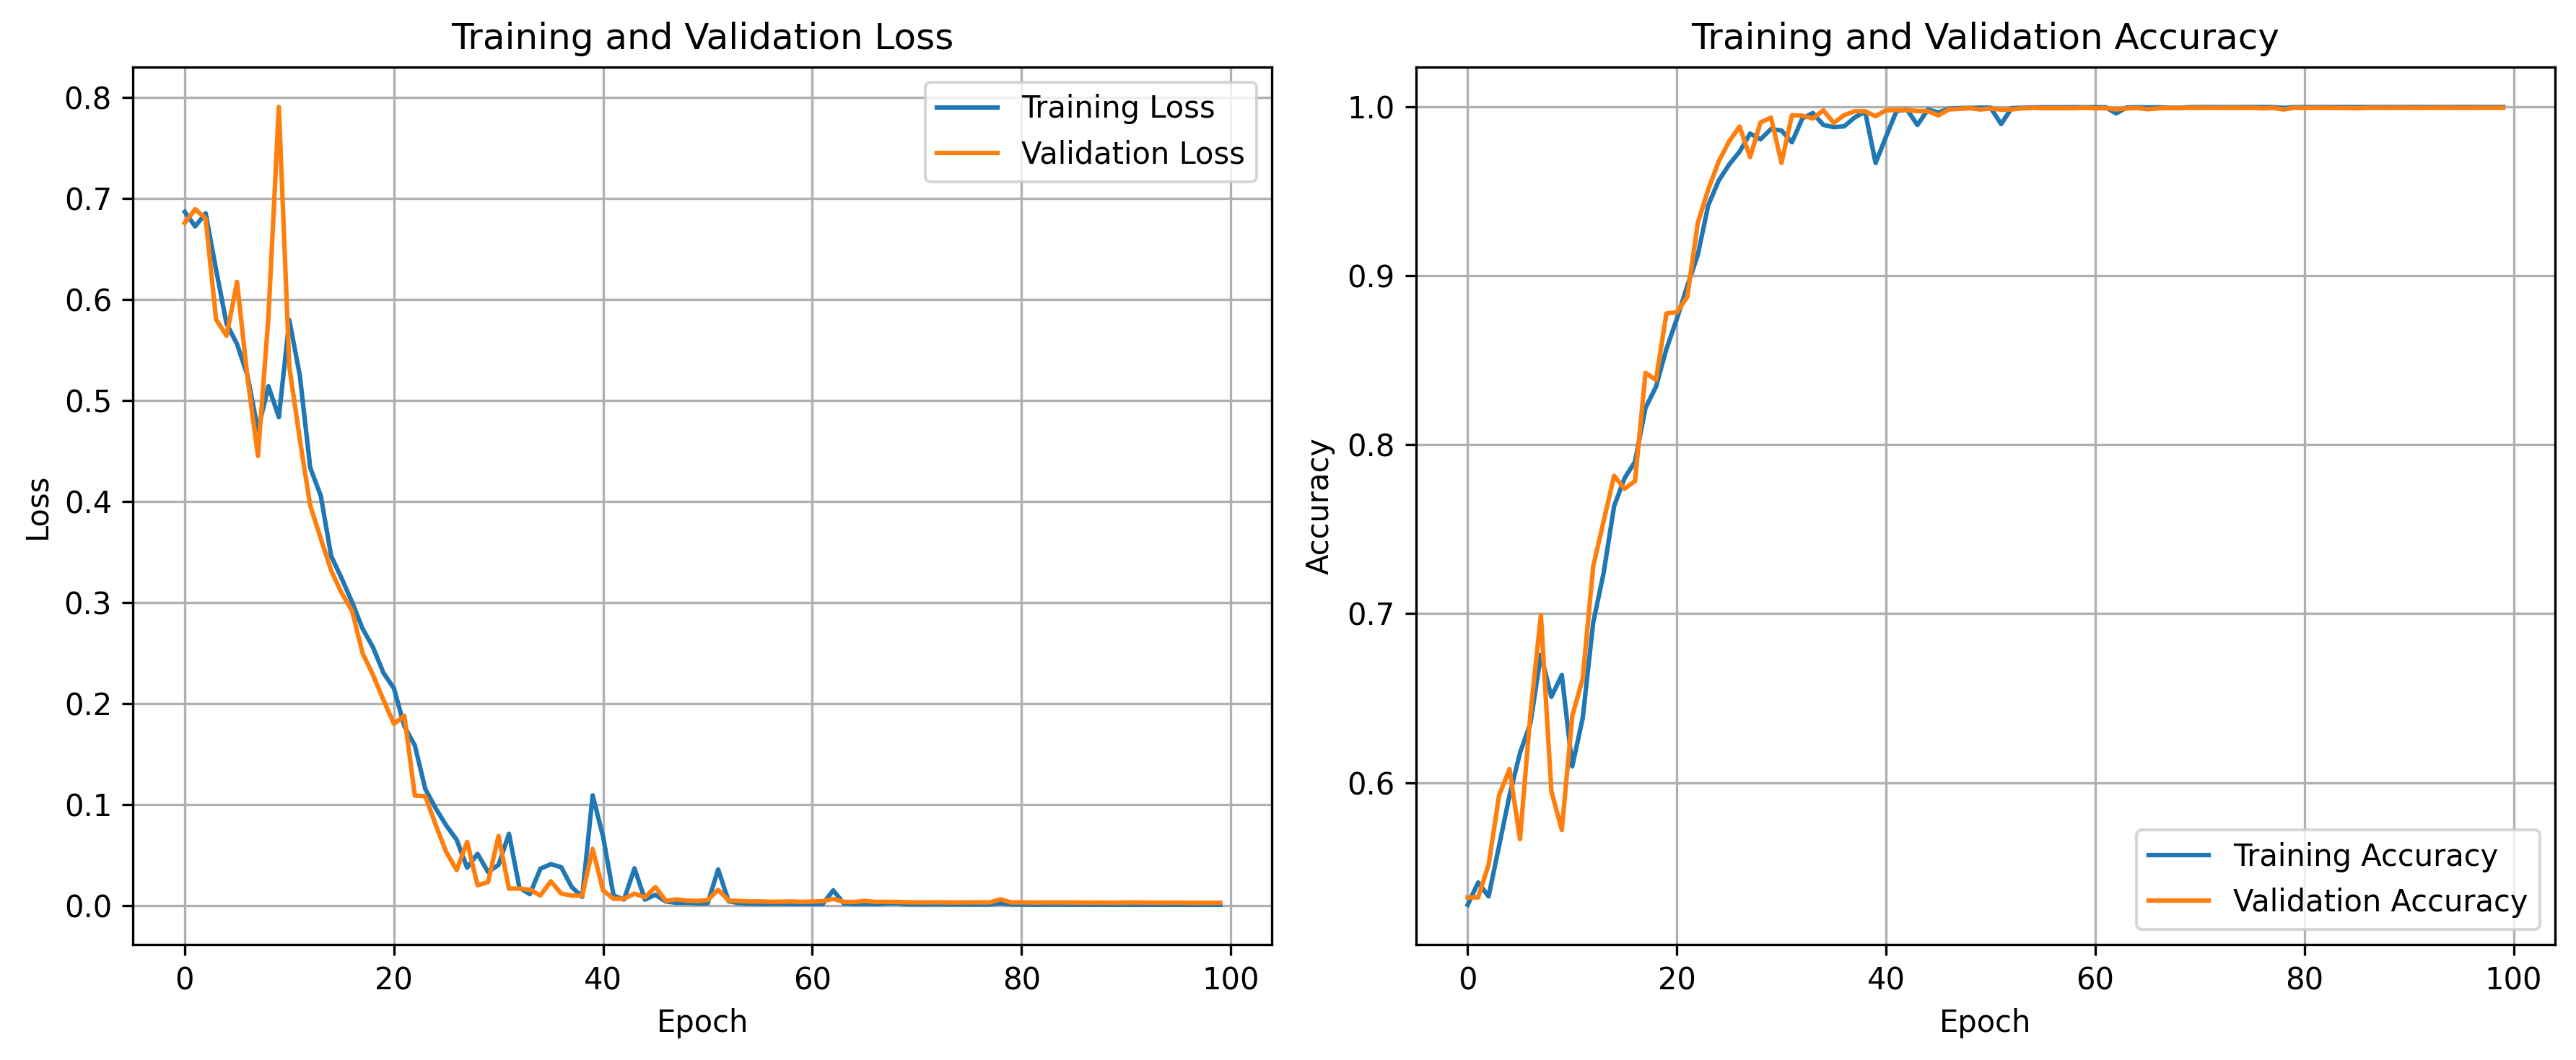 Training and Validation Loss
0.8
0.7
0.6
0.5
0.4
0.3
0.2
0.1
0.0
Loss
Training Loss
Validation Loss
0 20 40 60 80 100
Epoch
Training and Validation Accuracy
1.0
0.9
0.8
0.7
0.6
Accuracy
Training Accuracy
Validation Accuracy
0 20 40 60 80 100
Epoch